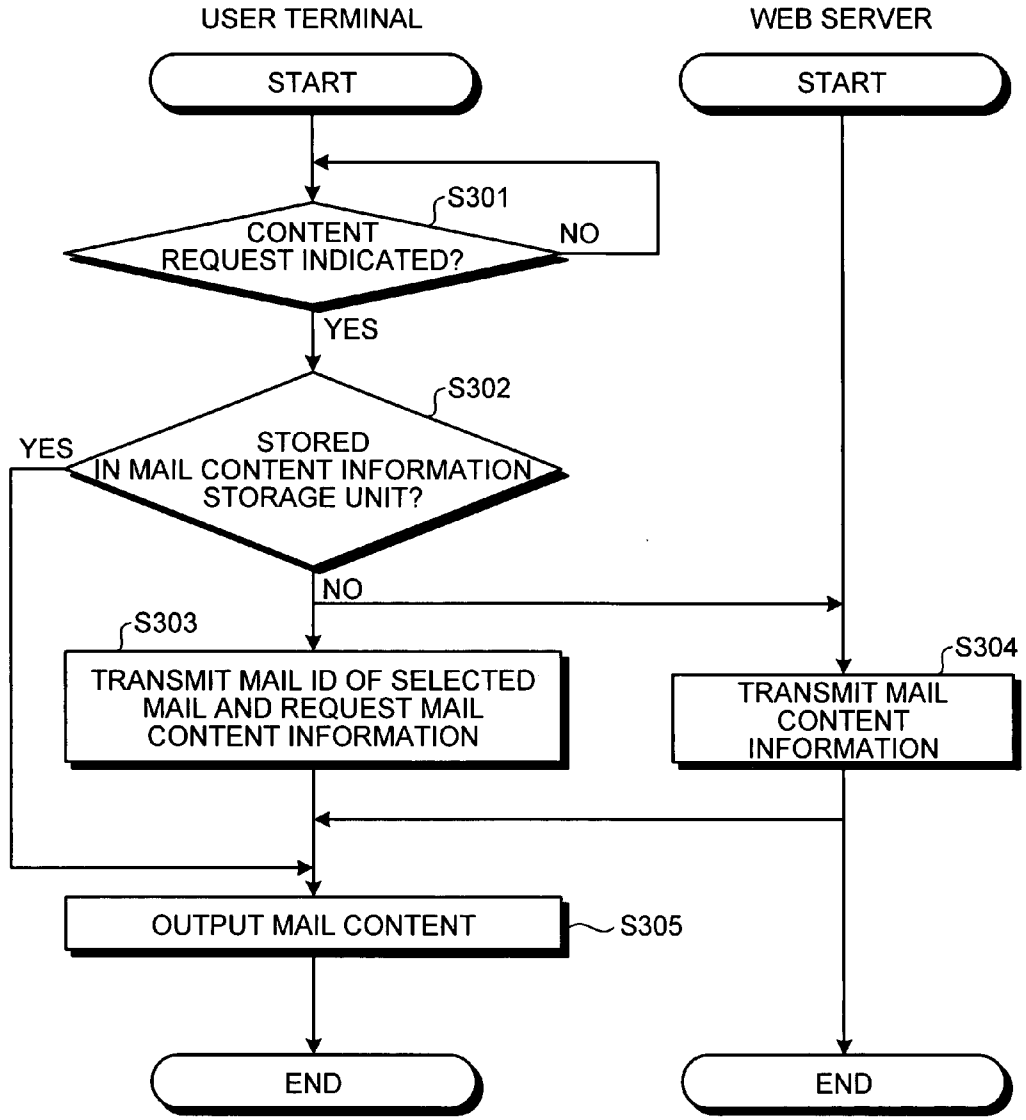 USER TERMINAL
WEB SERVER
START
START
S301
CONTENT
REQUEST INDICATED?
NO
YES
S302
YES
STORED
IN MAIL CONTENT INFORMATION
STORAGE UNIT?
NO
S303
TRANSMIT MAIL ID OF SELECTED
MAIL AND REQUEST MAIL
CONTENT INFORMATION
S304
TRANSMIT MAIL
CONTENT
INFORMATION
OUTPUT MAIL CONTENT
S305
END
END